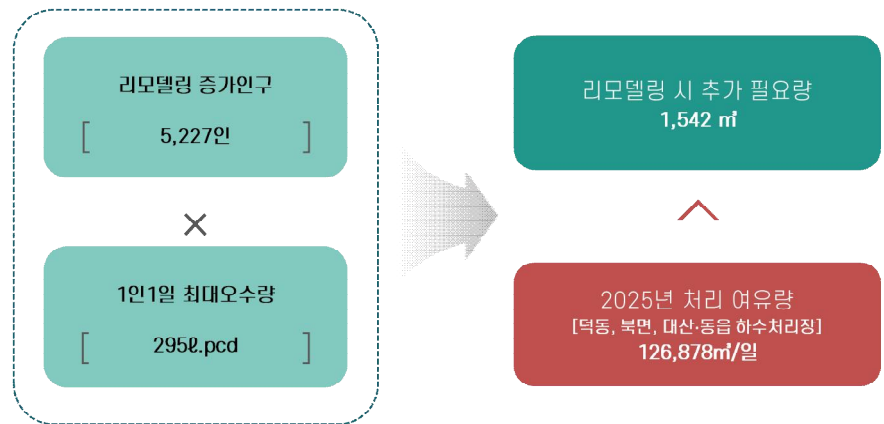 리모델링 증가인구
[ 5,227인 ]
×
1인1일 최대오수량
[ 295ℓ.pcd ]
리모델링 시 추가 필요량
1,542 ㎥
2025년 처리 여유량
[덕동, 북면, 대산·동읍 하수처리장]
126,878㎥/일